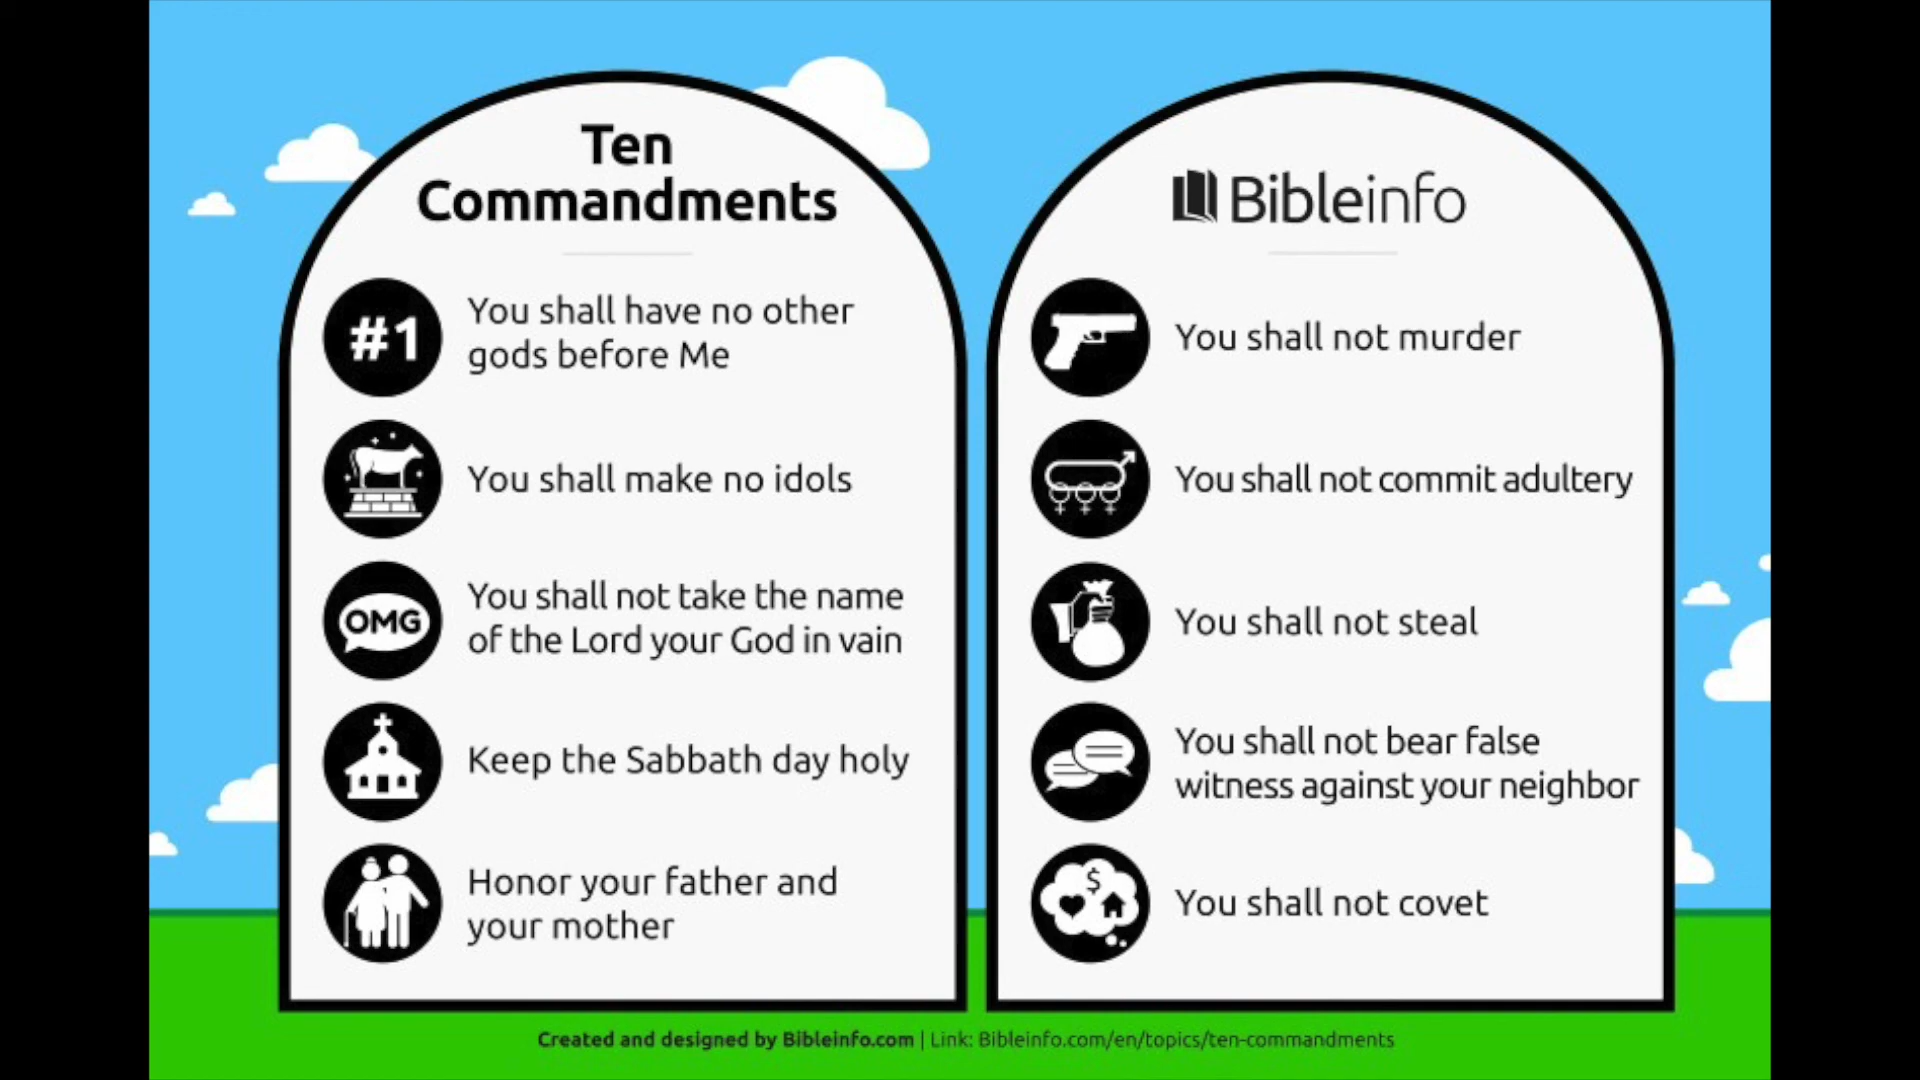 Ten
Commandments
#1
You shall have no other
gods before Me
You shall make no idols
OMG
You shall not take the name
of the Lord your God in vain
Keep the Sabbath day holy
Honor your father and
your mother
Bibleinfo
You shall not murder
You shall not commit adultery
You shall not steal
You shall not bear false
witness against your neighbor
$
You shall not covet
Created and designed by Bibleinfo.com | Link: Bibleinfo.com/en/topics/ten-commandments